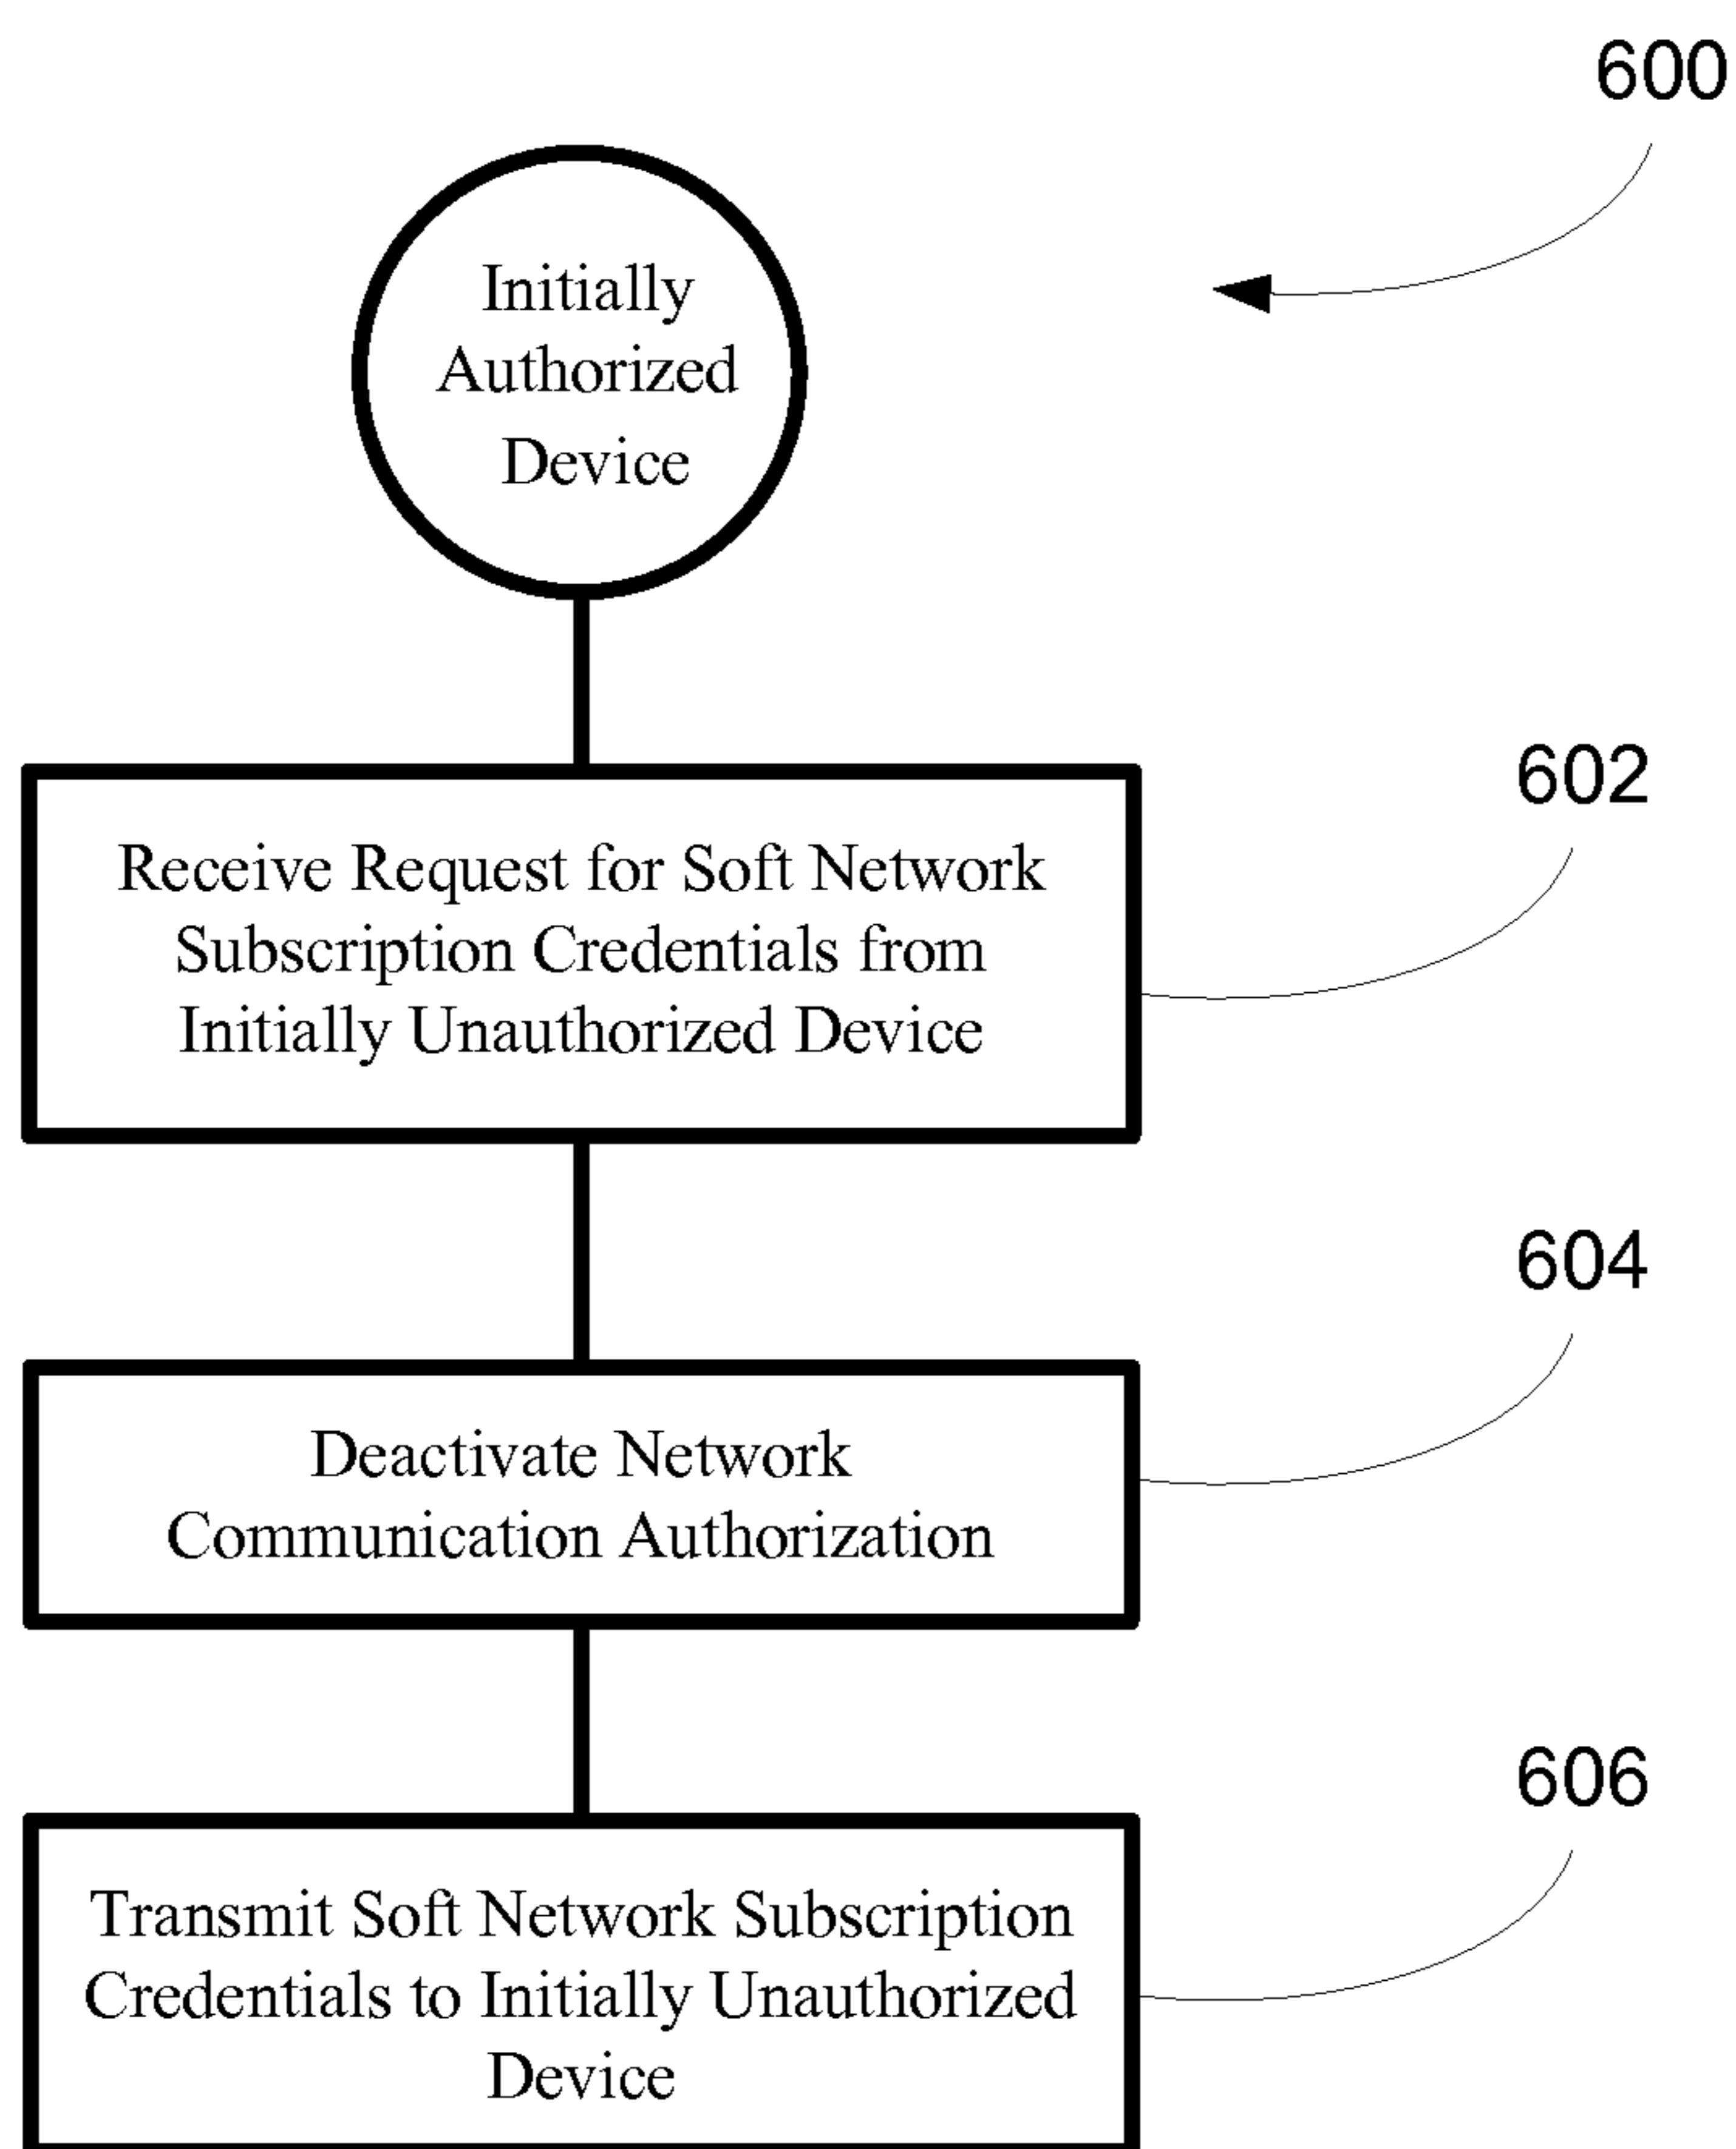 600
Initially
Authorized
Device
602
Receive Request for Soft Network
Subscription Credentials from
Initially Unauthorized Device
604
Deactivate Network
Communication Authorization
606
Transmit Soft Network Subscription
Credentials to Initially Unauthorized
Device